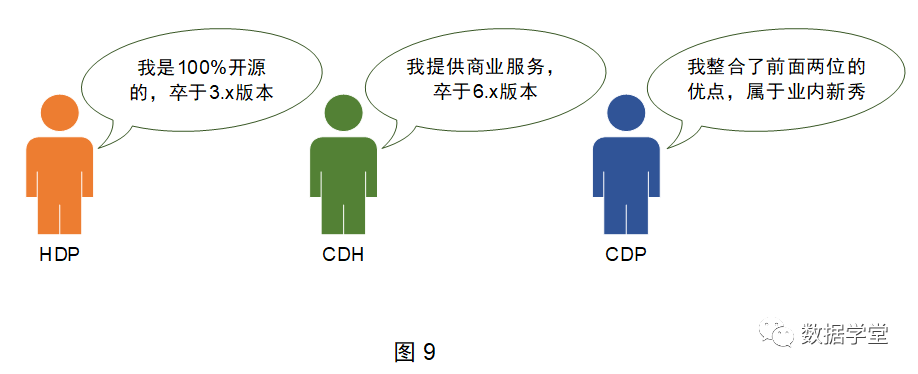 我是100%开源
的，卒于3.x版本
我提供商业服务，
卒于6.x版本
我整合了前面两位的
优点，属于业内新秀
HDP
CDH
CDP
图 9
数据学堂